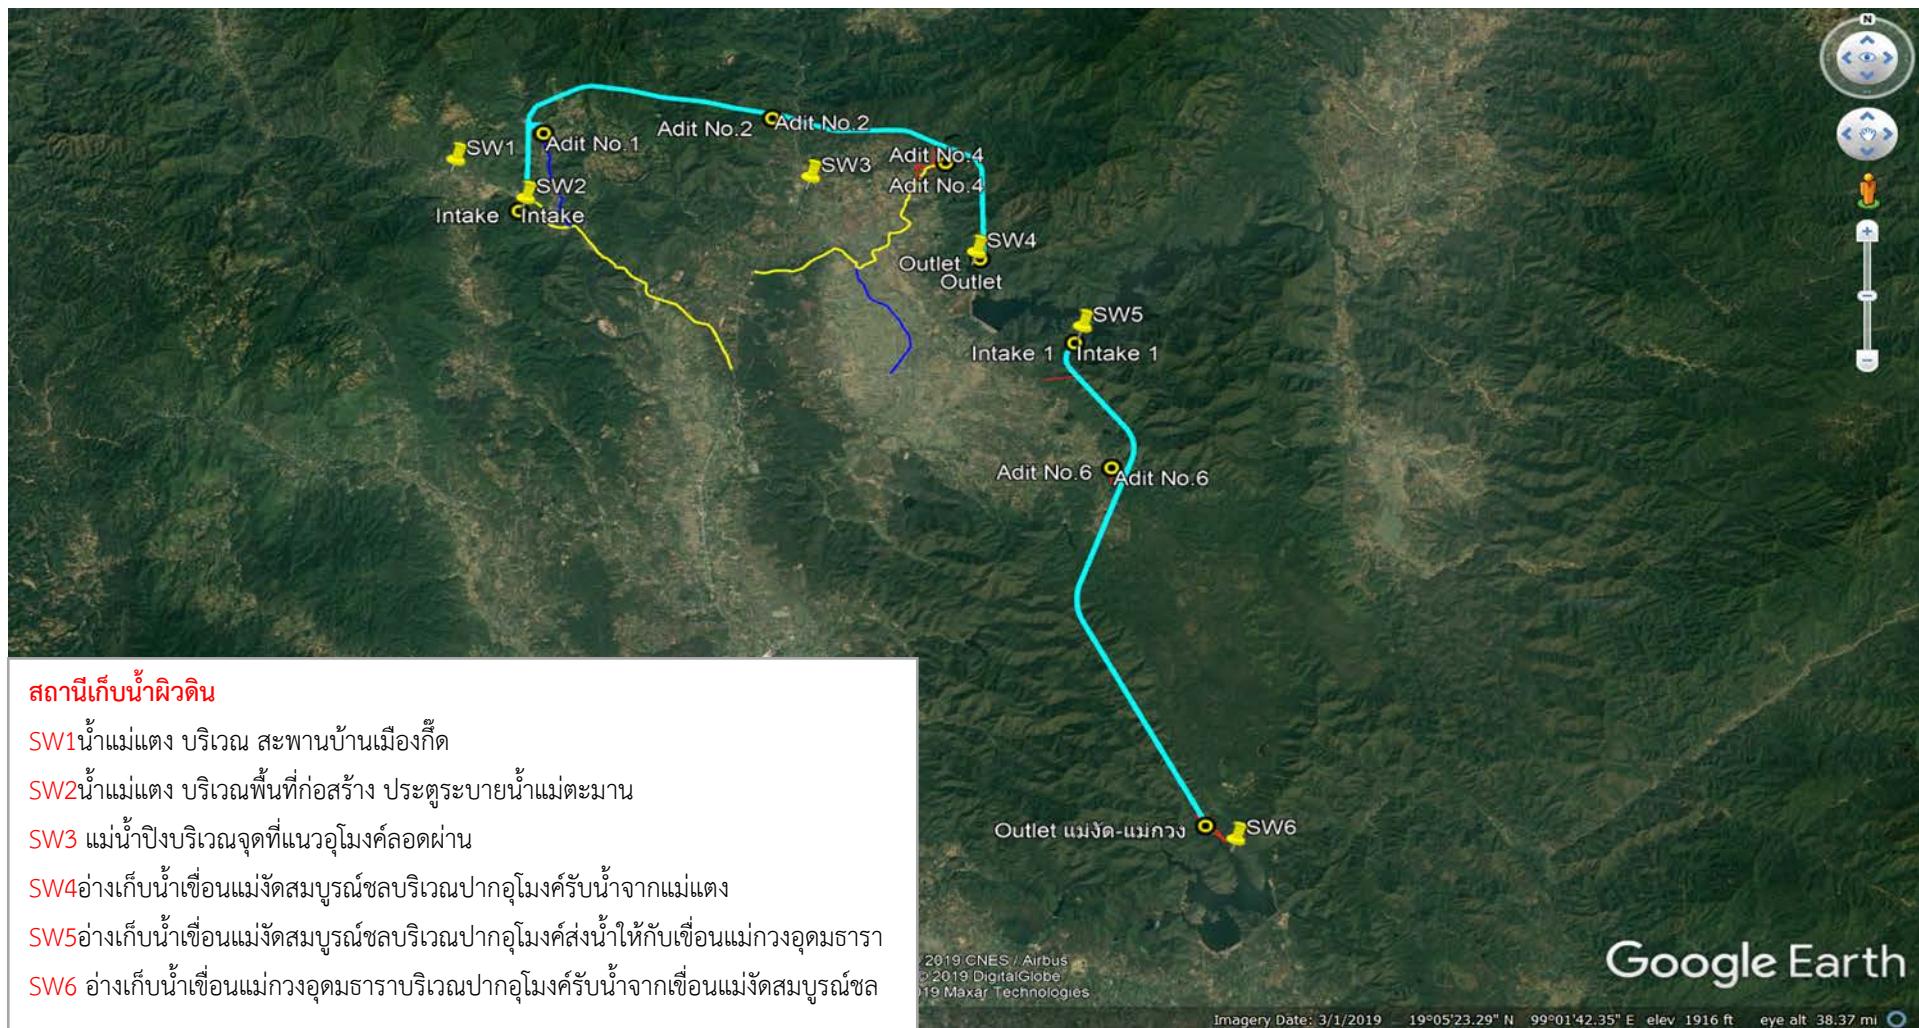 N
SW1
Adit No.1
Adit No.2
Adit No.2
SW3
Adit No.4
Adit No.4
SW2
Intake
Intake
SW4
Outlet
Outlet
SW5
Intake 1
Intake 1
Adit No.6
Adit No.6
Outlet แม่งัด-แม่กวง
SW6
สถานีเก็บน้ำผิวดิน
SW1น้ำแม่แตง บริเวณ สะพานบ้านเมืองกื้ด
SW2น้ำแม่แตง บริเวณพื้นที่ก่อสร้าง ประตูระบายน้ำแม่ตะมาน
SW3 แม่น้ำปิงบริเวณจุดที่แนวอุโมงค์ลอดผ่าน
SW4อ่างเก็บน้ำเขื่อนแม่งัดสมบูรณ์ชลบริเวณปากอุโมงค์รับน้ำจากแม่แตง
SW5อ่างเก็บน้ำเขื่อนแม่งัดสมบูรณ์ชลบริเวณปากอุโมงค์ส่งน้ำให้กับเขื่อนแม่กวงอุดมธารา
SW6 อ่างเก็บน้ำเขื่อนแม่กวงอุดมธาราบริเวณปากอุโมงค์รับน้ำจากเขื่อนแม่งัดสมบูรณ์ชล
2019 CNES / Airbus
© 2019 DigitalGlobe
19 Maxar Technologies
Google Earth
Imagery Date: 3/1/2019 19°05'23.29" N 99°01'42.35" E elev 1916 ft eye alt 38.37 mi